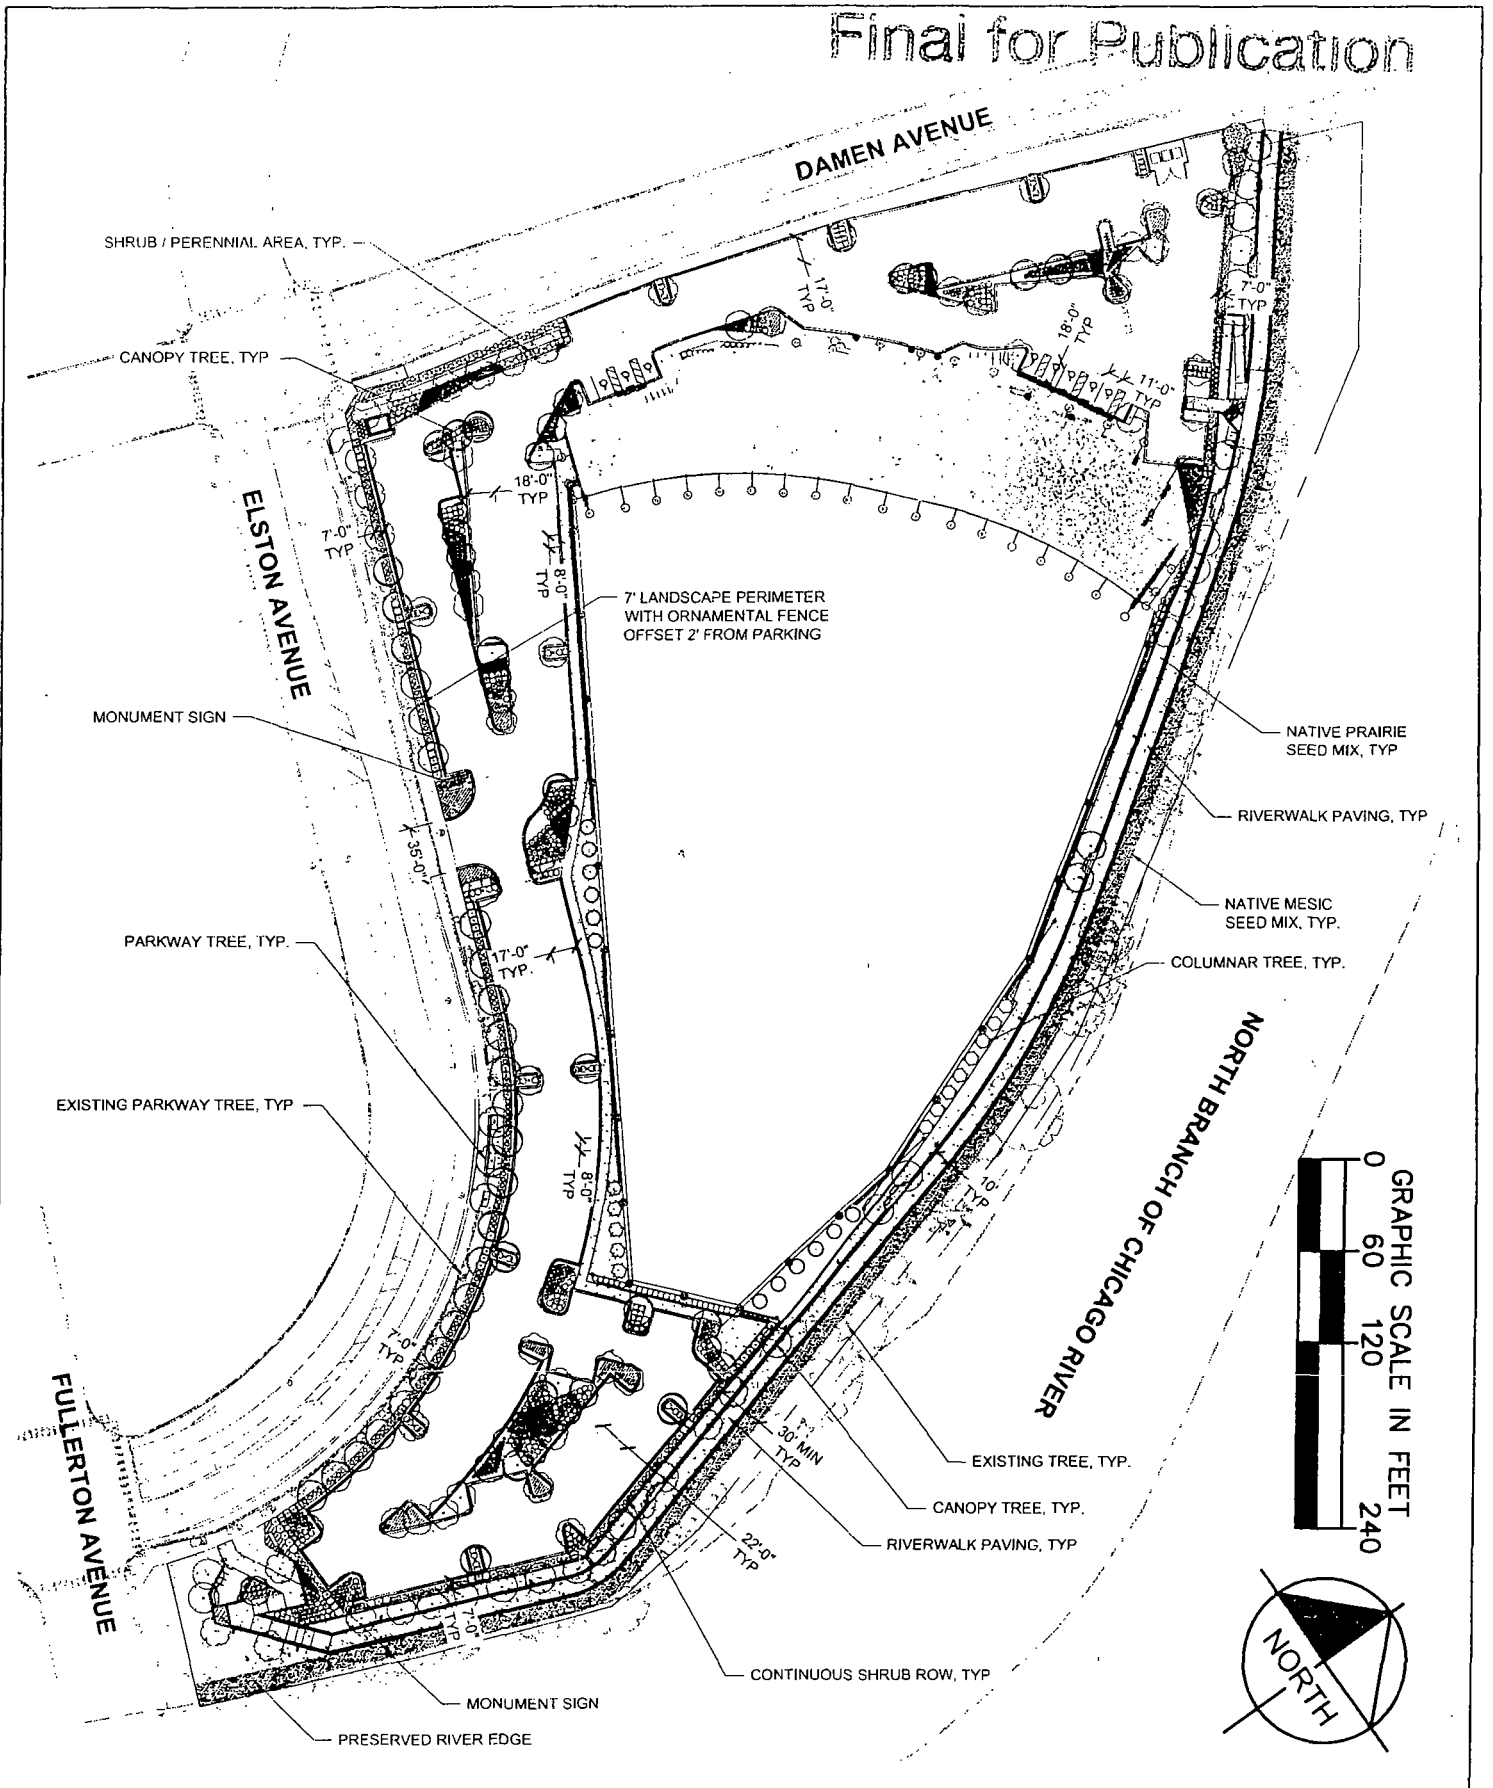 Final for Publication
DAMEN AVENUE
SHRUB / PERENNIAL AREA, TYP.
17'-0"
TYP
7'-0"
TYP
CANOPY TREE, TYP
18'-0"
TYP
11'-0"
TYP
ELSTON AVENUE
18'-0"
TYP
7'-0"
TYP
8'-0"
TYP
7' LANDSCAPE PERIMETER
WITH ORNAMENTAL FENCE
OFFSET 2' FROM PARKING
MONUMENT SIGN
NATIVE PRAIRIE
SEED MIX, TYP
RIVERWALK PAVING, TYP
35'-0"
NATIVE MESIC
SEED MIX, TYP.
PARKWAY TREE, TYP.
17'-0"
TYP.
COLUMNAR TREE, TYP.
NORTH BRANCH OF CHICAGO RIVER
EXISTING PARKWAY TREE, TYP
8'-0"
TYP
10'
TYP
GRAPHIC SCALE IN FEET
0
60
120
240
7'-0"
TYP
FULLERTON AVENUE
30' MIN
TYP
EXISTING TREE, TYP.
CANOPY TREE, TYP.
RIVERWALK PAVING, TYP
22'-0"
TYP
7'-0"
TYP
CONTINUOUS SHRUB ROW, TYP
MONUMENT SIGN
PRESERVED RIVER EDGE
NORTH